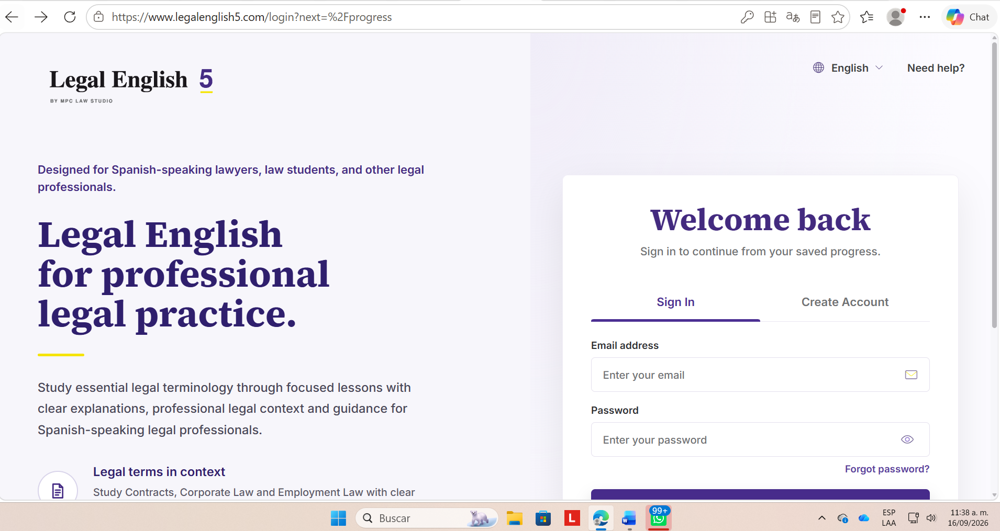 https://www.legalenglish5.com/login?next=%2Fprogress
Chat
Legal English 5
BY MPC LAW STUDIO
English
Need help?
Designed for Spanish-speaking lawyers, law students, and other legal
professionals.
Legal English
for professional
legal practice.
Study essential legal terminology through focused lessons with
clear explanations, professional legal context and guidance for
Spanish-speaking legal professionals.
Legal terms in context
Study Contracts, Corporate Law and Employment Law with clear
Welcome back
Sign in to continue from your saved progress.
Sign In
Create Account
Email address
Enter your email
Password
Enter your password
Forgot password?
Buscar
L
W
99+
ESP
LAA
11:38 a. m.
16/09/2026